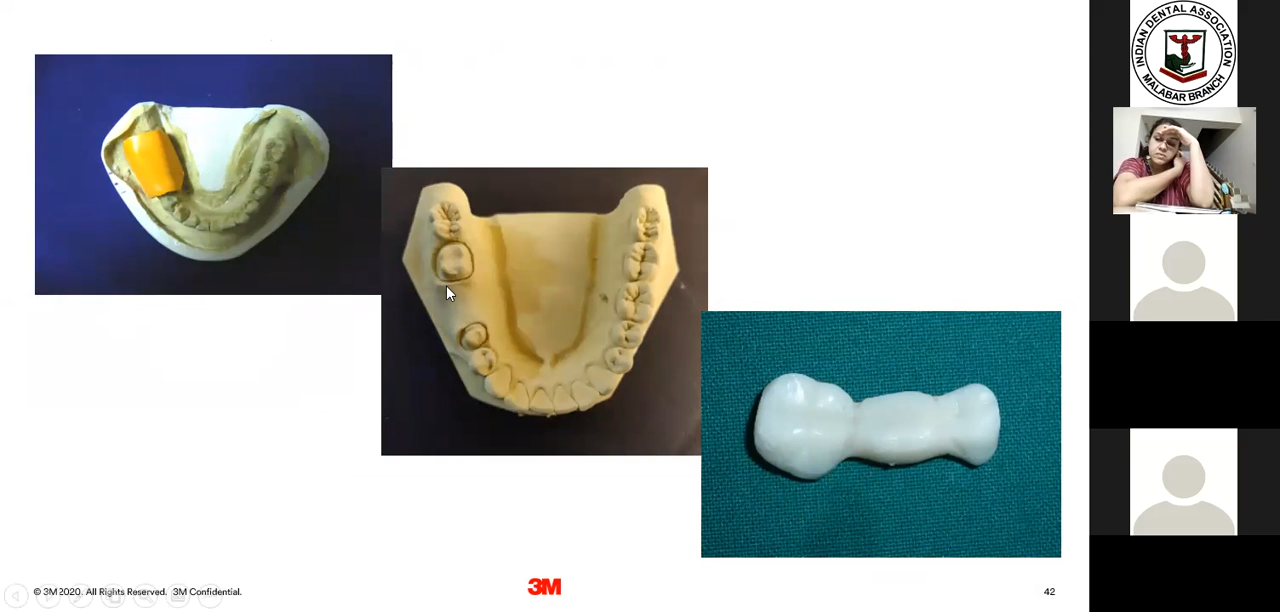 INDIAN DENTAL ASSOCIATION
MALABAR BRANCH
© 3M 2020. All Rights Reserved. 3M Confidential.
3M
42